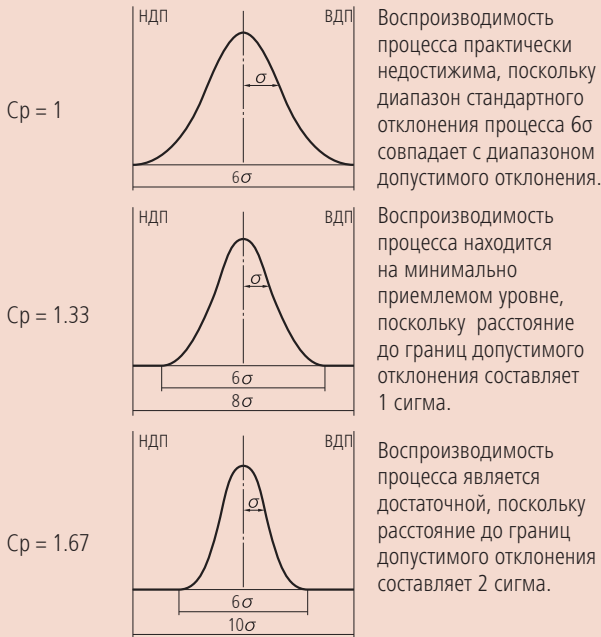 Cp = 1
НДП
ВДП
σ
6σ
Воспроизводимость
процесса практически
недостижима, поскольку
диапазон стандартного
отклонения процесса 6σ
совпадает с диапазоном
допустимого отклонения.
Cp = 1.33
НДП
ВДП
σ
6σ
8σ
Воспроизводимость
процесса находится
на минимально
приемлемом уровне,
поскольку расстояние
до границ допустимого
отклонения составляет
1 сигма.
Cp = 1.67
НДП
ВДП
σ
6σ
10σ
Воспроизводимость
процесса является
достаточной, поскольку
расстояние до границ
допустимого отклонения
составляет 2 сигма.